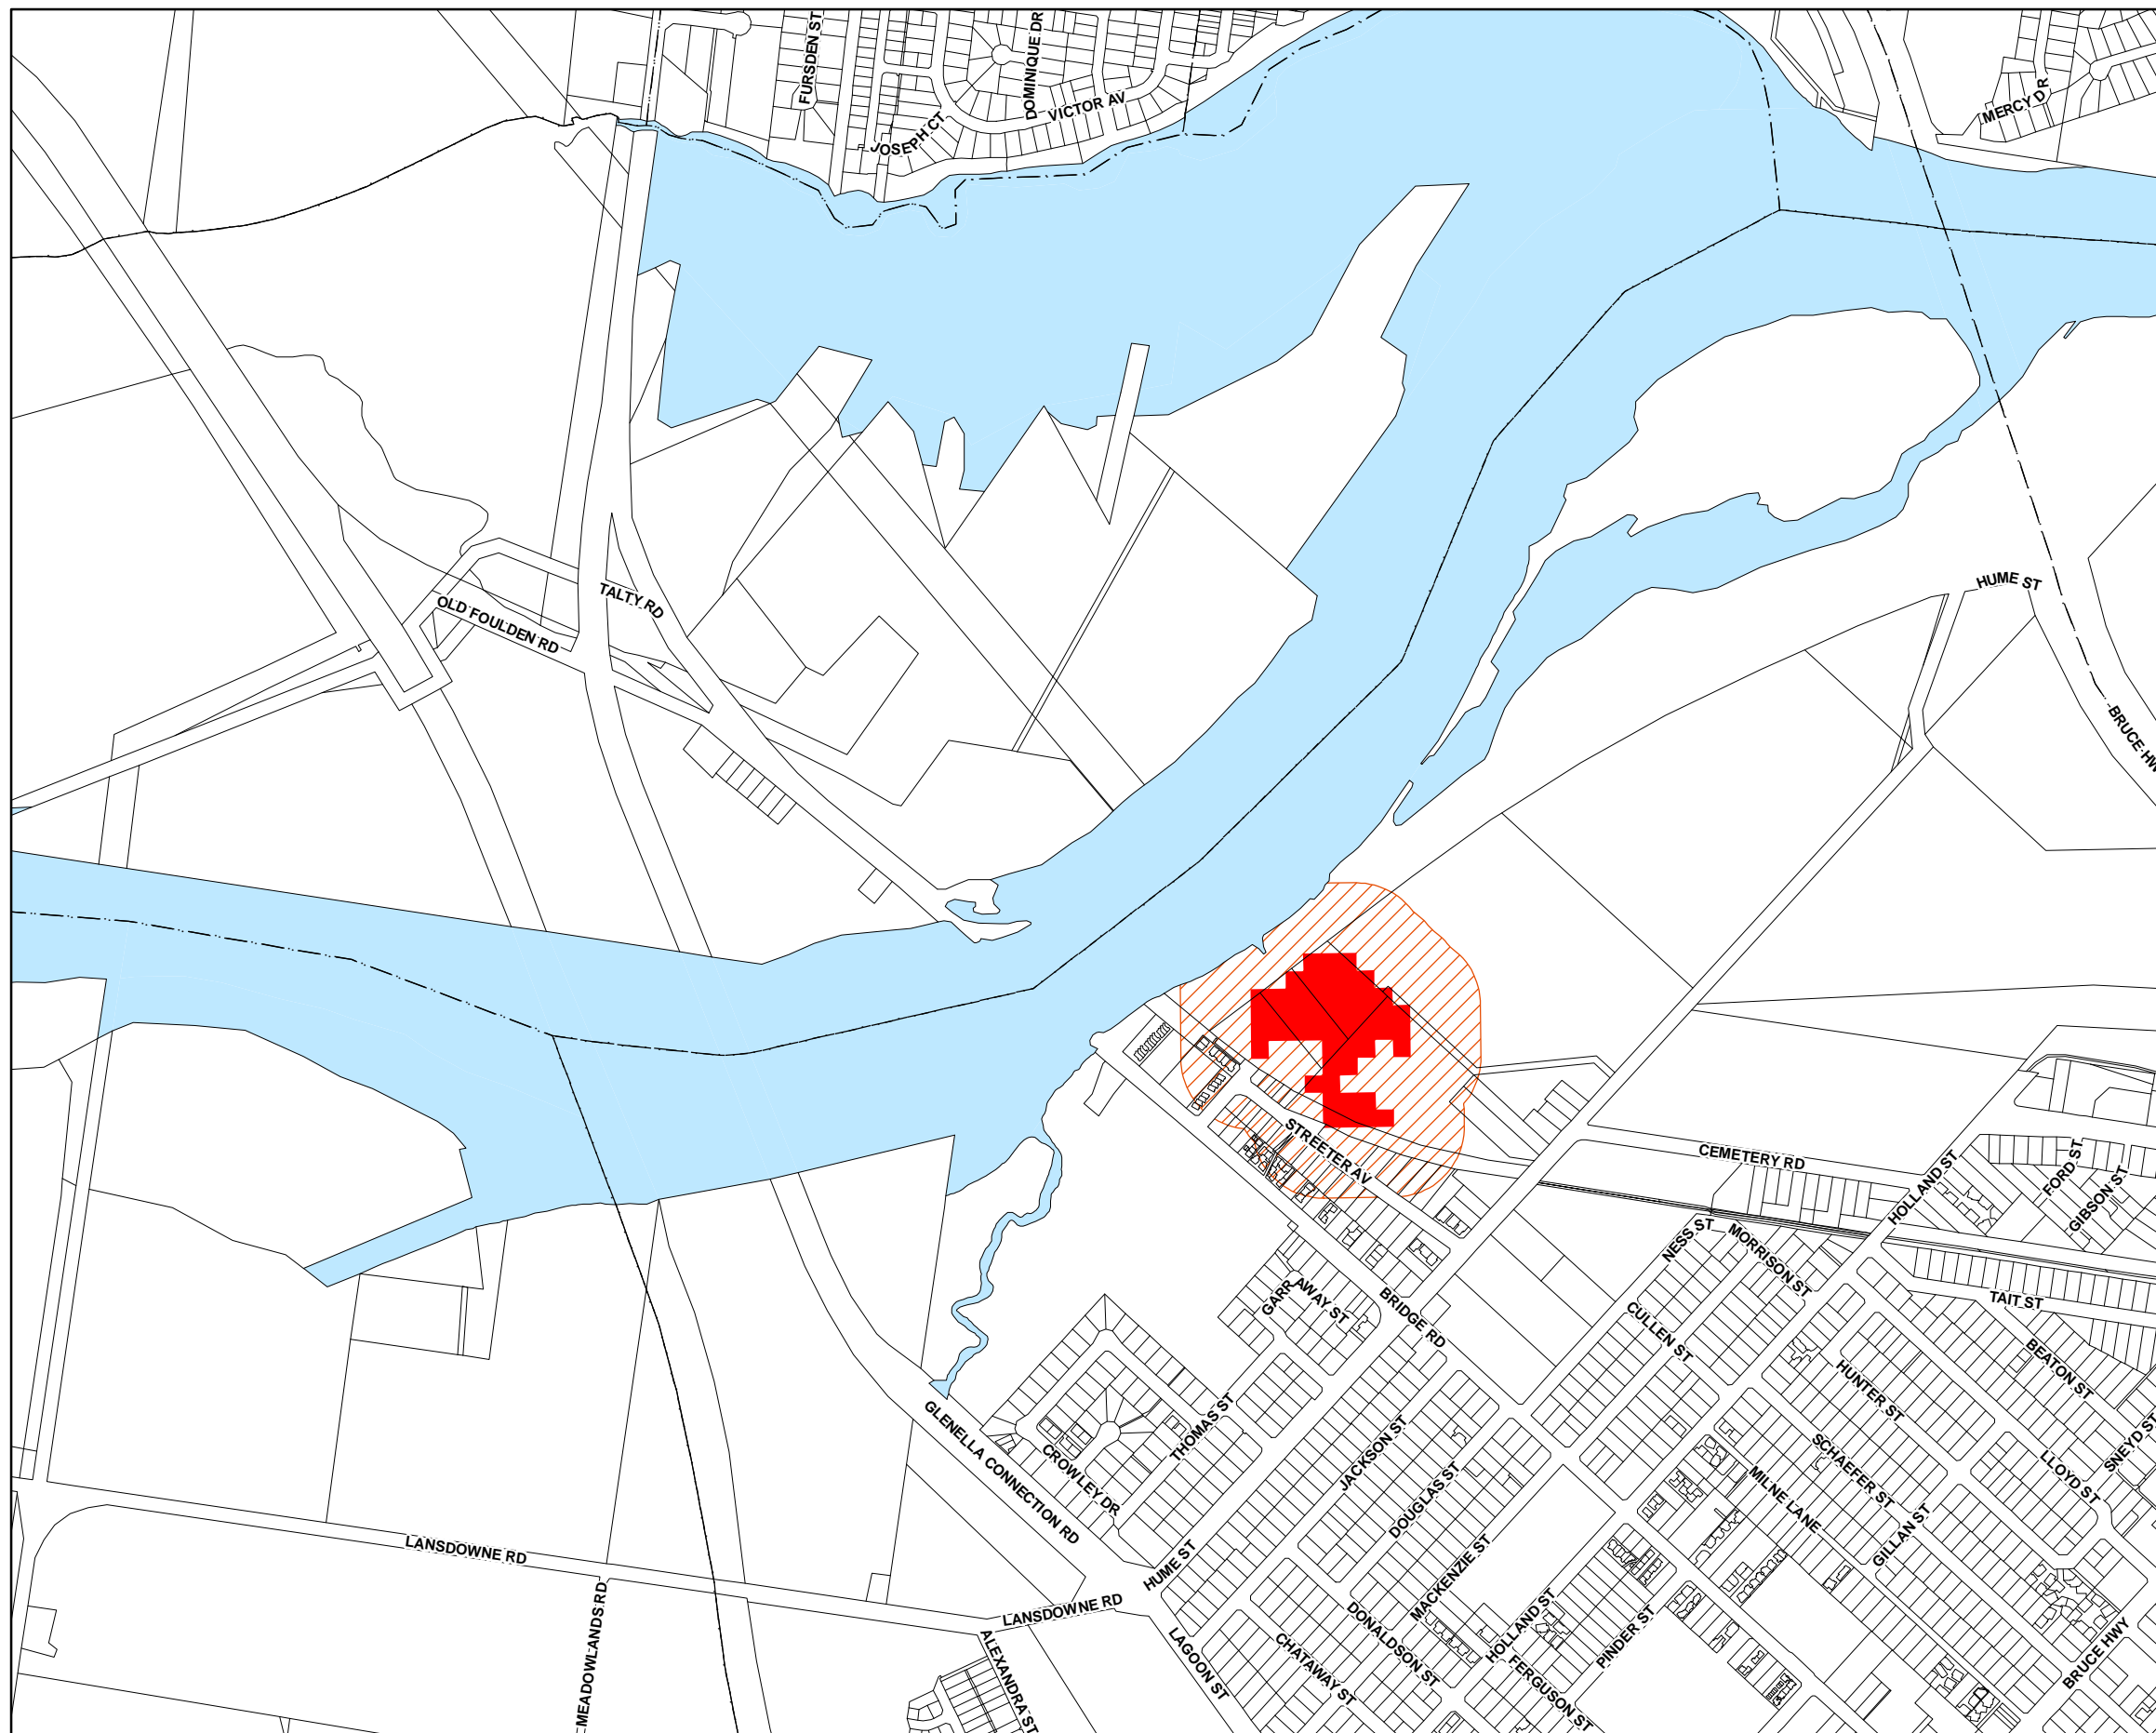 FURSDEN ST
DOMINIQUE DR
VICTOR AV
JOSEPH CT
MERCY DR
HUME ST
TALTY RD
OLD FOULDEN RD
BRUCE HW
STREETER AV
CEMETERY RD
HOLLAND ST
FORD ST
GIBSON ST
NESS ST
MORRISON ST
GARRAWAY ST
BRIDGE RD
TAIT ST
CULLEN ST
BEATON ST
HUNTER ST
GLENELLA CONNECTION RD
THOMAS ST
CROWLEY DR
JACKSON ST
DOUGLAS ST
SCHAEFER ST
LLOYD ST
SNEYD ST
MILNE LANE
GILLAN ST
LANSDOWNE RD
HUME ST
MACKENZIE ST
MEADOWLANDS RD
LANSDOWNE RD
ALEXANDRA ST
LAGOON ST
CHATAWAY ST
DONALDSON ST
HOLLAND ST
FERGUSON ST
PINDER ST
BRUCE HWY